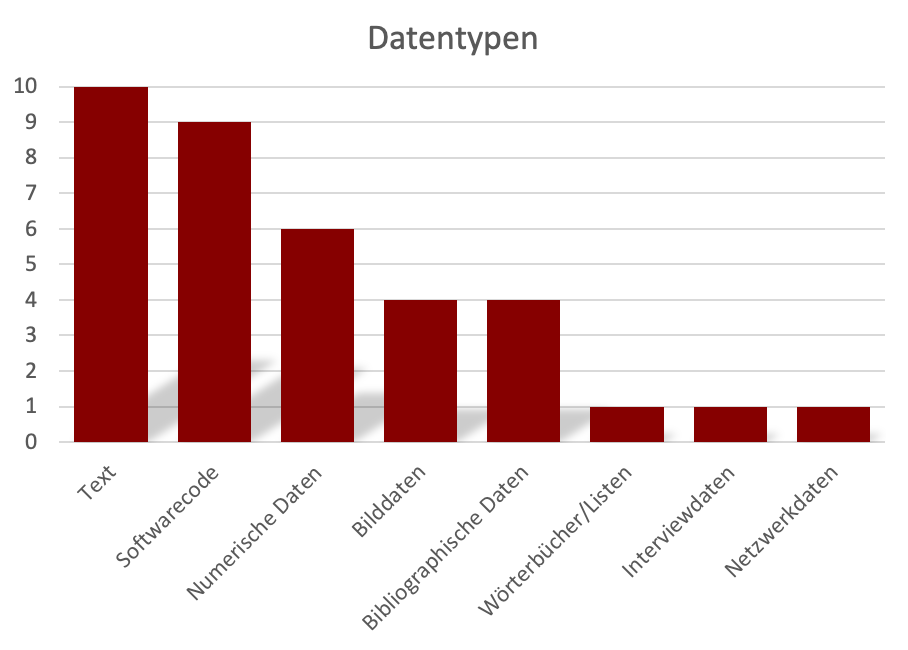 Datentypen
10
9
8
7
6
5
4
3
2
1
0
Text
Softwarecode
Numerische Daten
Bilddaten
Bibliographische Daten
Wörterbücher/Listen
Interviewdaten
Netzwerkdaten